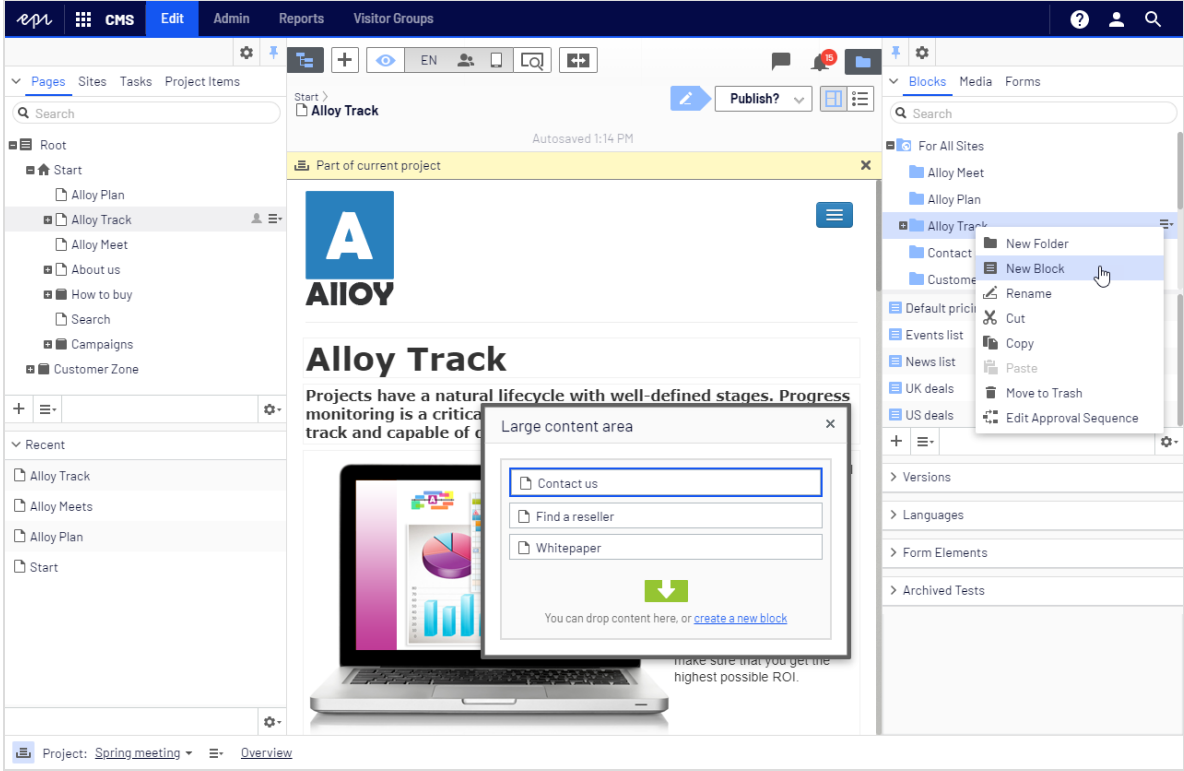 epi CMS Edit Admin Reports Visitor Groups
Pages Sites Tasks Project Items
Search
Root
Start
Alloy Plan
Alloy Track
Alloy Meet
About us
How to buy
Search
Campaigns
Customer Zone
Recent
Alloy Track
Alloy Meets
Alloy Plan
Start
EN
15
Start
Alloy Track
Publish?
Autosaved 1:14 PM
Part of current project
A
Alloy
Alloy Track
Projects have a natural lifecycle with well-defined stages. Progress
monitoring is a critica
track and capable of d
Large content area
Contact us
Find a reseller
Whitepaper
You can drop content here, or create a new block
make sure that you get the
highest possible ROI.
Blocks Media Forms
Search
For All Sites
Alloy Meet
Alloy Plan
Alloy Track
Contact
Custome
Default pricin
Events list
News list
UK deals
US deals
New Folder
New Block
Rename
Cut
Copy
Paste
Move to Trash
Edit Approval Sequence
Versions
Languages
Form Elements
Archived Tests
Project: Spring meeting Overview